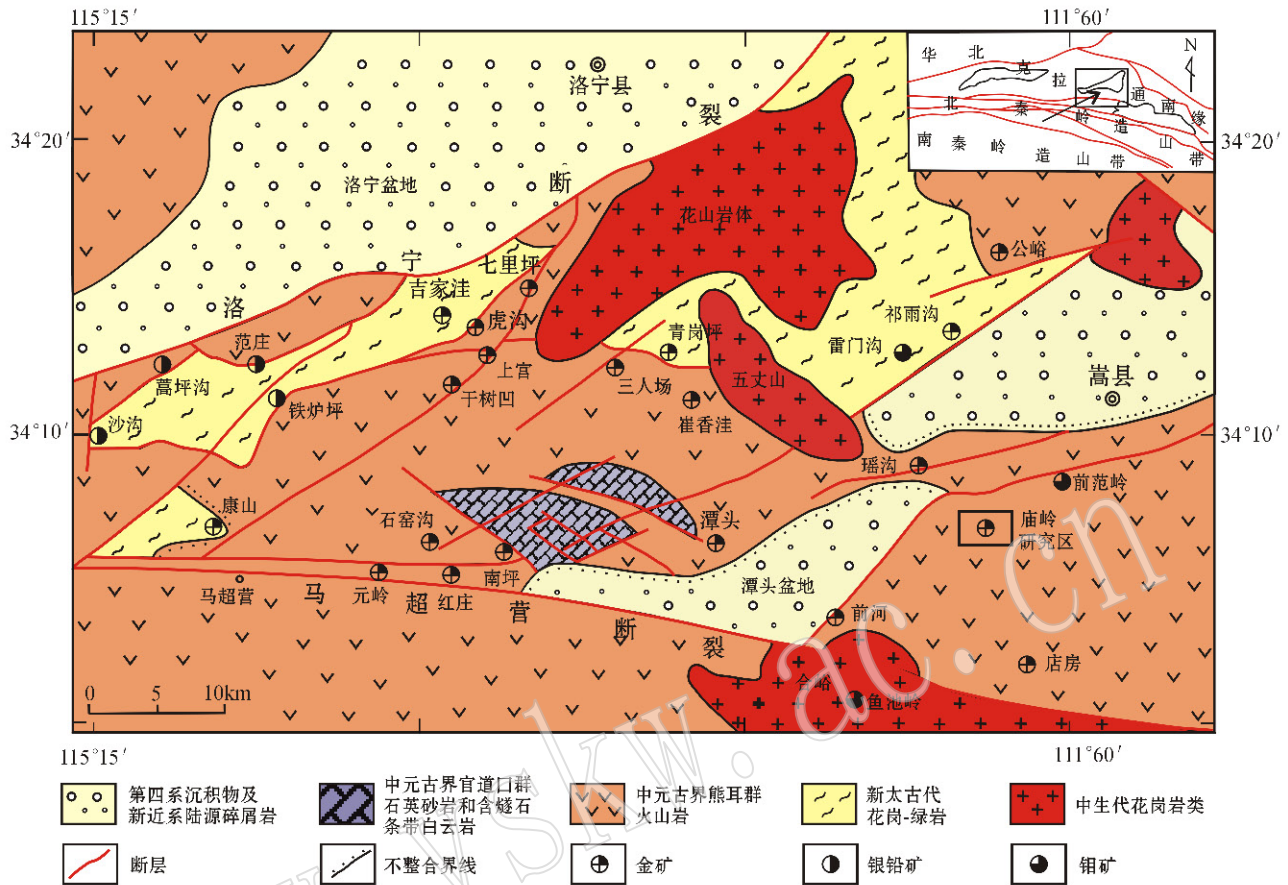 115°15′
111°60′
34°20′
34°20′
34°10′
34°10′
115°15′
111°60′
华北克拉通南缘
北秦岭造山带
南秦岭造山带
N
洛宁县
洛宁盆地
洛宁断裂
花山岩体
公峪
七里坪
吉家洼
虎沟
上宫
干树凹
范庄
蒿坪沟
铁炉坪
沙沟
青岗坪
三人场
崔香洼
五丈山
祁雨沟
雷门沟
嵩县
瑶沟
前范岭
庙岭
研究区
康山
石窑沟
南坪
潭头
潭头盆地
马超营
元岭
红庄
马超营断裂
前河
店房
合峪
鱼池岭
0 5 10km
第四系沉积物及
新近系陆源碎屑岩
中元古界官道口群
石英砂岩和含燧石
条带白云岩
中元古界熊耳群
火山岩
新太古代
花岗-绿岩
中生代花岗岩类
断层
不整合界线
金矿
银铅矿
钼矿
vskw.ac.cn